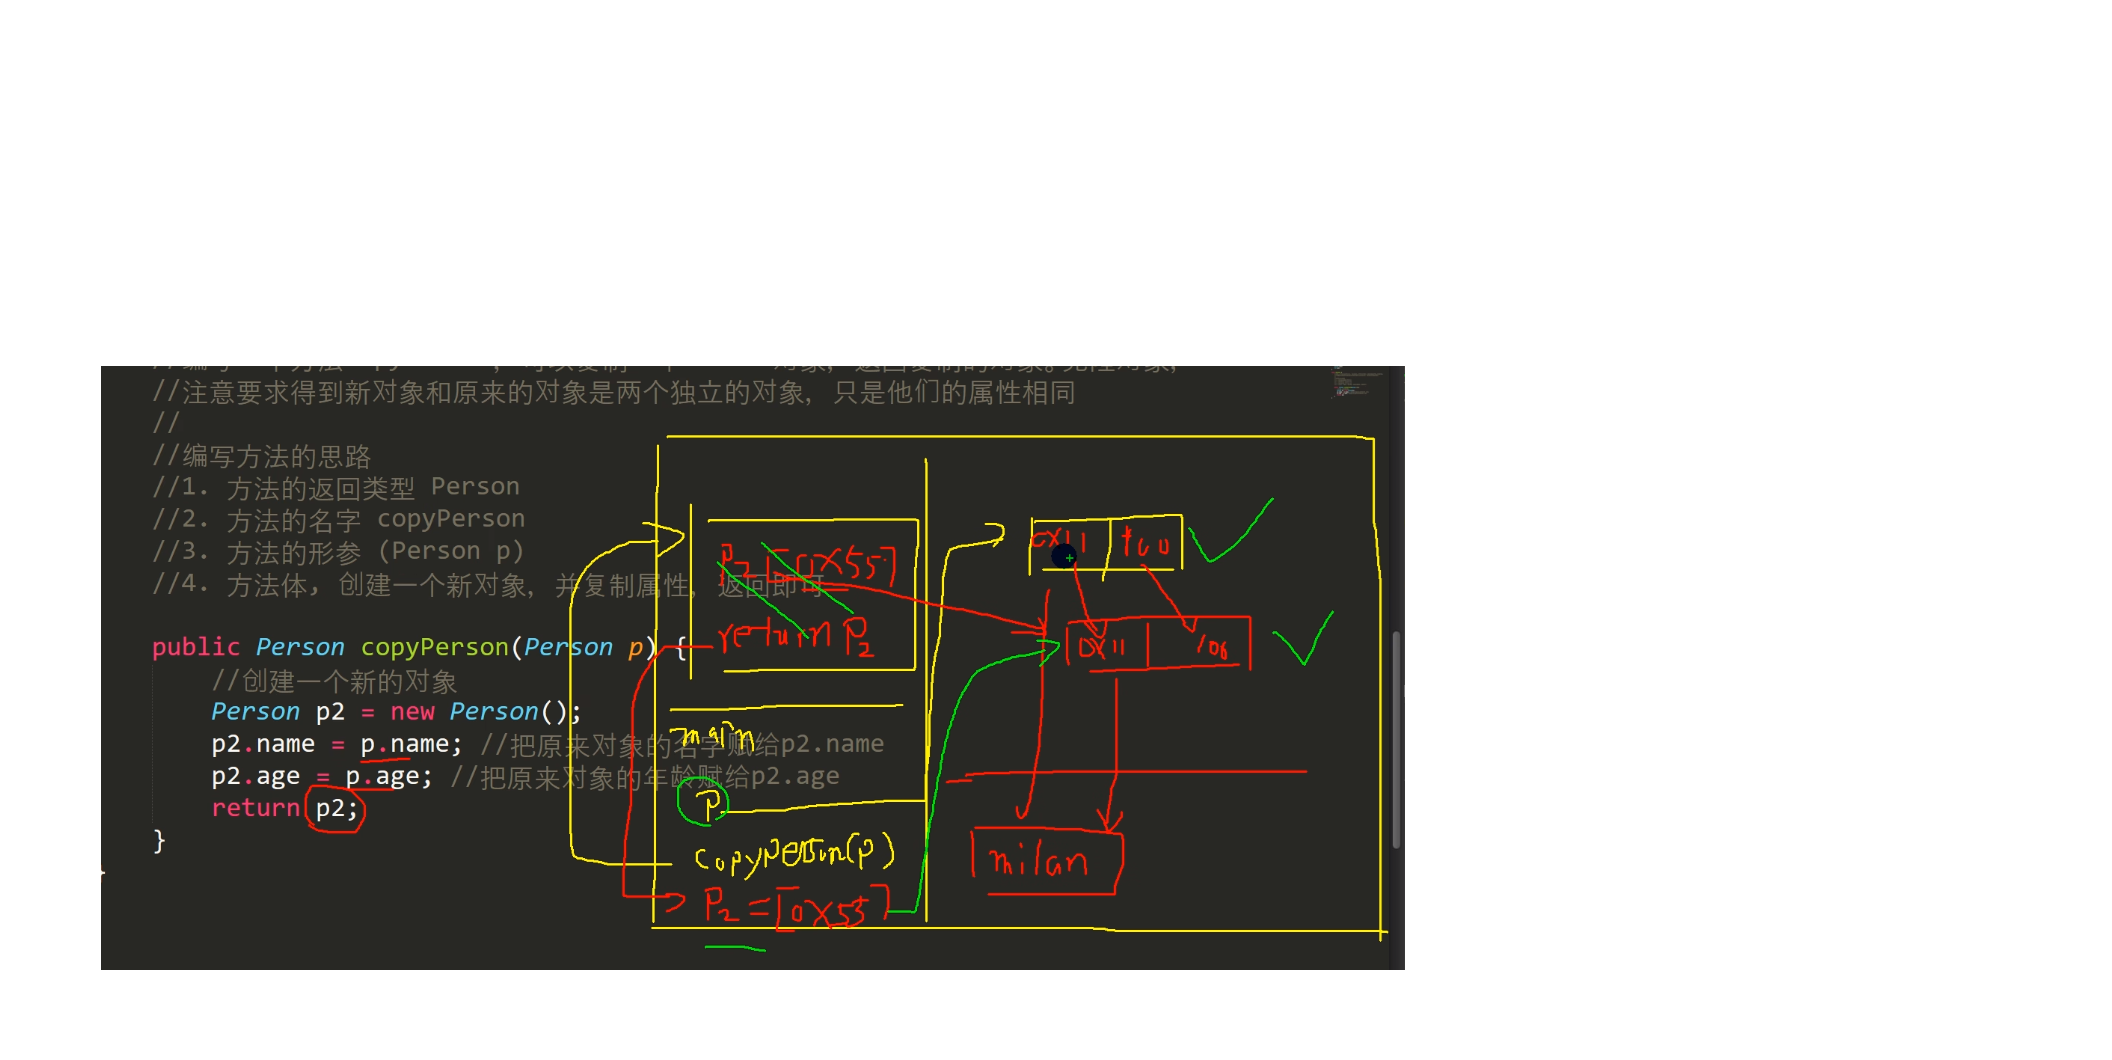 //注意要求得到新对象和原来的对象是两个独立的对象，只是他们的属性相同
//
//编写方法的思路
//1. 方法的返回类型 Person
//2. 方法的名字 copyPerson
//3. 方法的形参 (Person p)
//4. 方法体, 创建一个新对象，并复制属性，返回即可
public Person copyPerson(Person p) {
//创建一个新的对象
Person p2 = new Person();
p2.name = p.name; //把原来对象的名字赋给p2.name
p2.age = p.age; //把原来对象的年龄赋给p2.age
return p2;
}
}
P2 [0X55]
return P2
main
p
copyperson(p)
P2 = [0X55]
0X11
100
0X11
100
milan